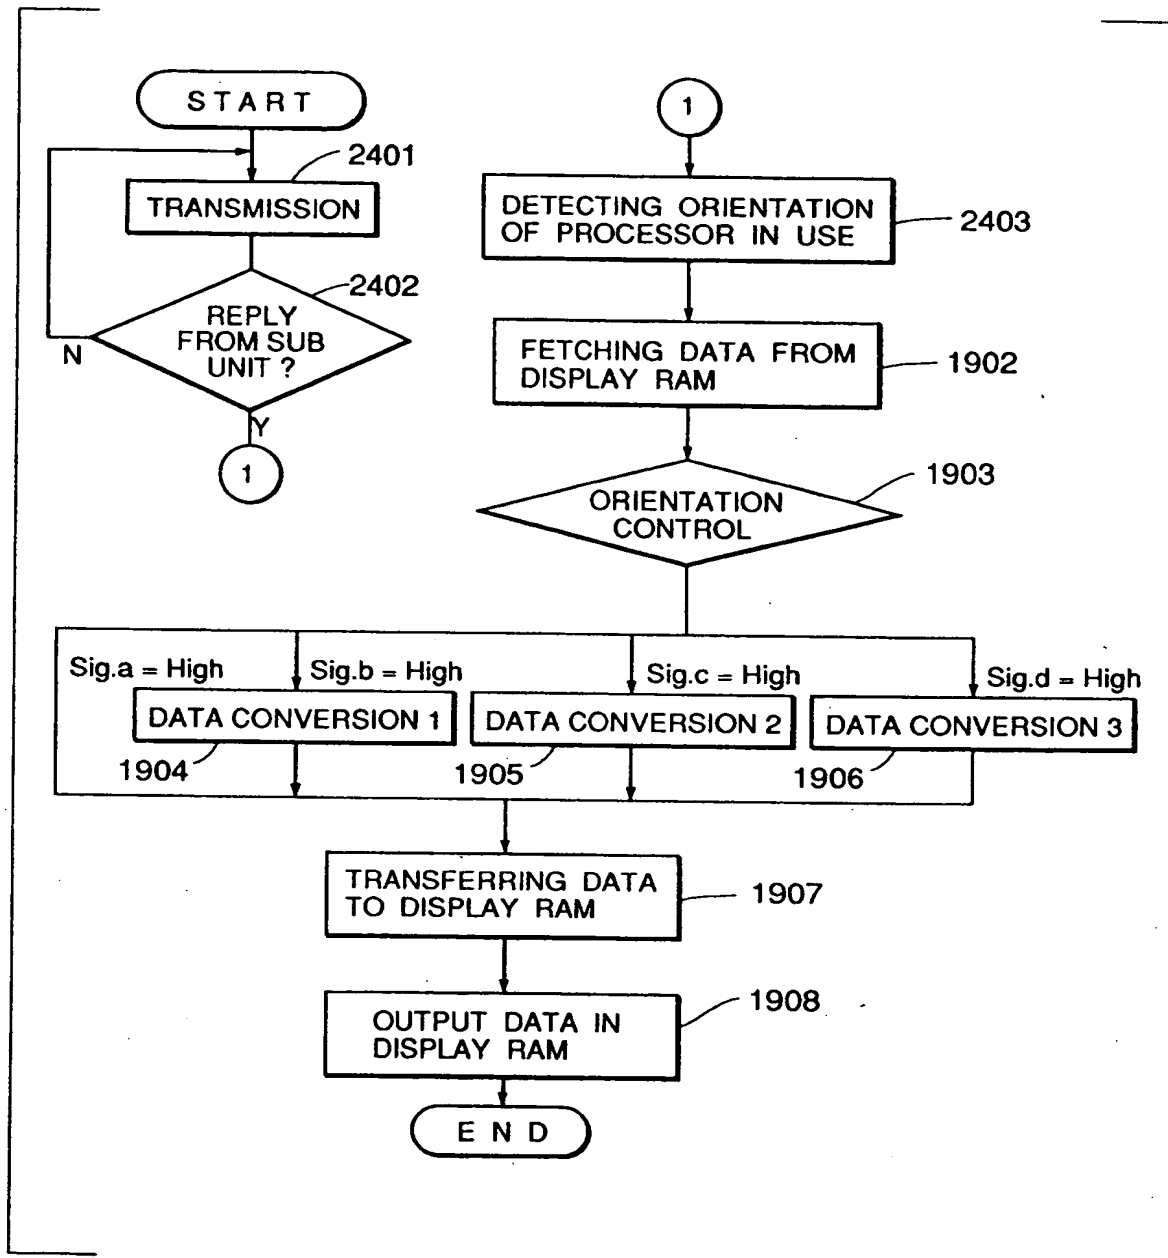 START
2401
TRANSMISSION
2402
REPLY
FROM SUB
UNIT ?
N
Y
1
1
DETECTING ORIENTATION
OF PROCESSOR IN USE
2403
FETCHING DATA FROM
DISPLAY RAM
1902
1903
ORIENTATION
CONTROL
Sig.a = High
Sig.b = High
Sig.c = High
Sig.d = High
DATA CONVERSION 1
DATA CONVERSION 2
DATA CONVERSION 3
1904
1905
1906
TRANSFERRING DATA
TO DISPLAY RAM
1907
OUTPUT DATA IN
DISPLAY RAM
1908
END